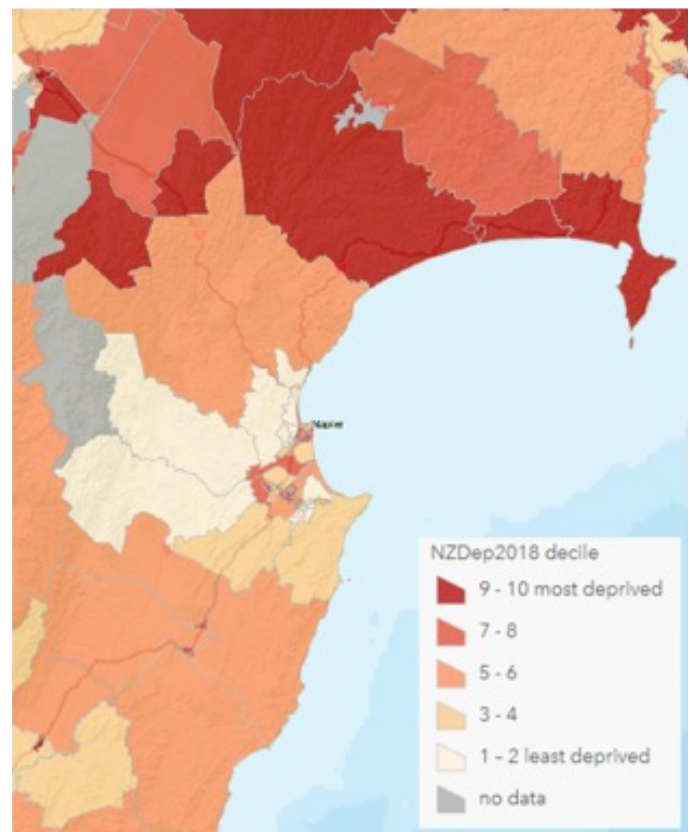 Napier
NZDep2018 decile
9 - 10 most deprived
7 - 8
5 - 6
3 - 4
1 - 2 least deprived
no data